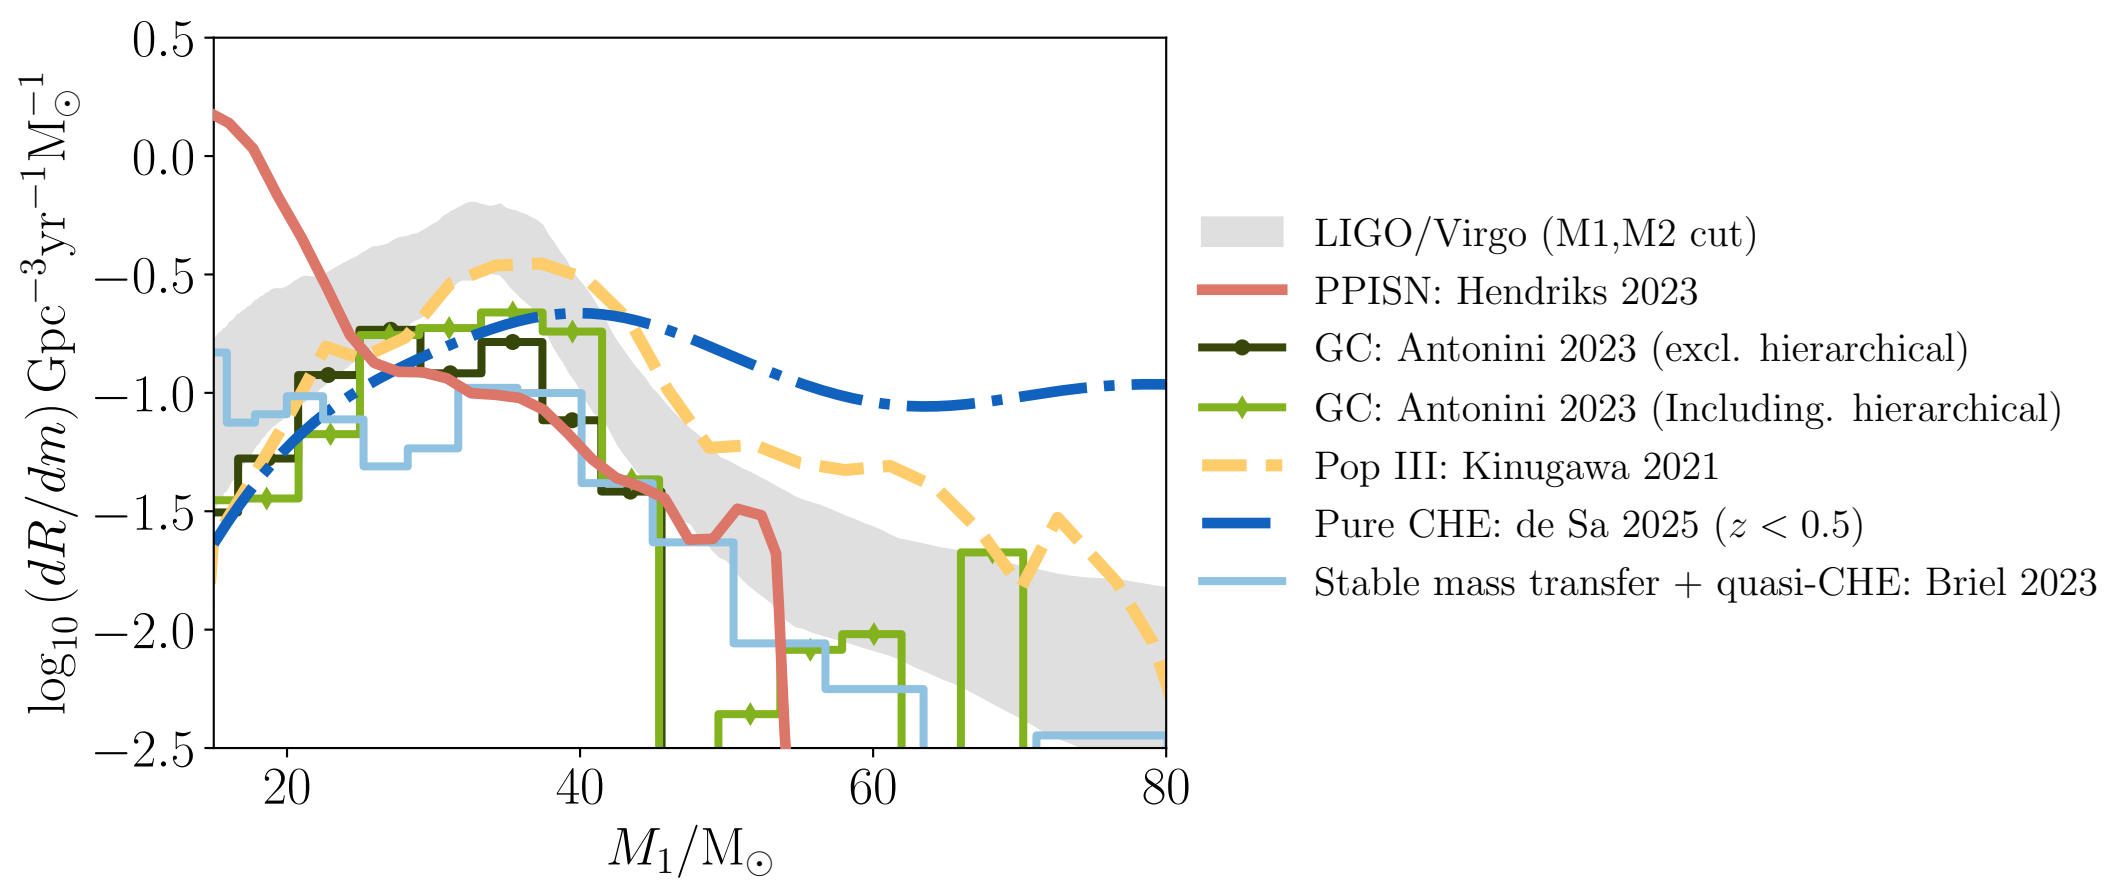 0.5
0.0
−0.5
−1.0
−1.5
−2.0
−2.5
log₁₀ (dR/dm) Gpc⁻³yr⁻¹M⊙⁻¹
20 40 60 80
M₁/M⊙
LIGO/Virgo (M1,M2 cut)
PPISN: Hendriks 2023
GC: Antonini 2023 (excl. hierarchical)
GC: Antonini 2023 (Including. hierarchical)
Pop III: Kinugawa 2021
Pure CHE: de Sa 2025 (z < 0.5)
Stable mass transfer + quasi-CHE: Briel 2023